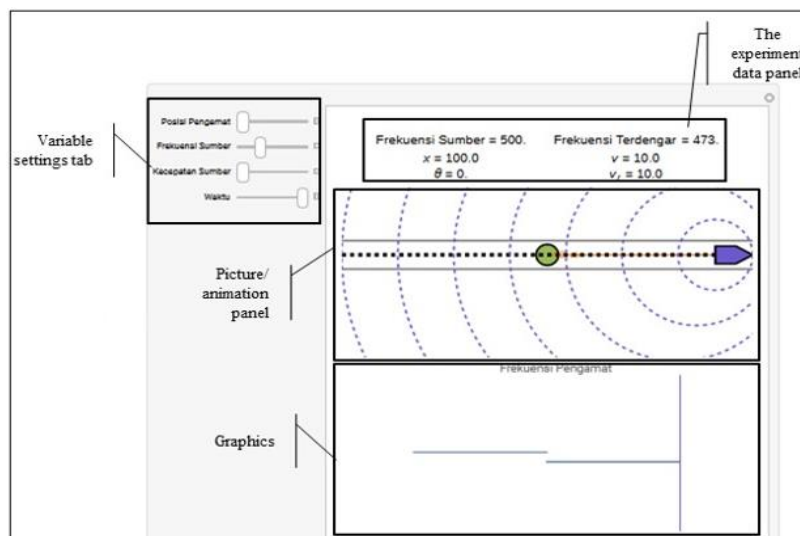 The
experiment
data panel
Variable
settings tab
Posisi Pengamat
Frekuensi Sumber
Kecepatan Sumber
Waktu
Frekuensi Sumber = 500.
Frekuensi Terdengar = 473.
x = 100.0
v = 10.0
θ = 0.
vᵣ = 10.0
Picture/
animation
panel
Frekuensi Pengamat
Graphics